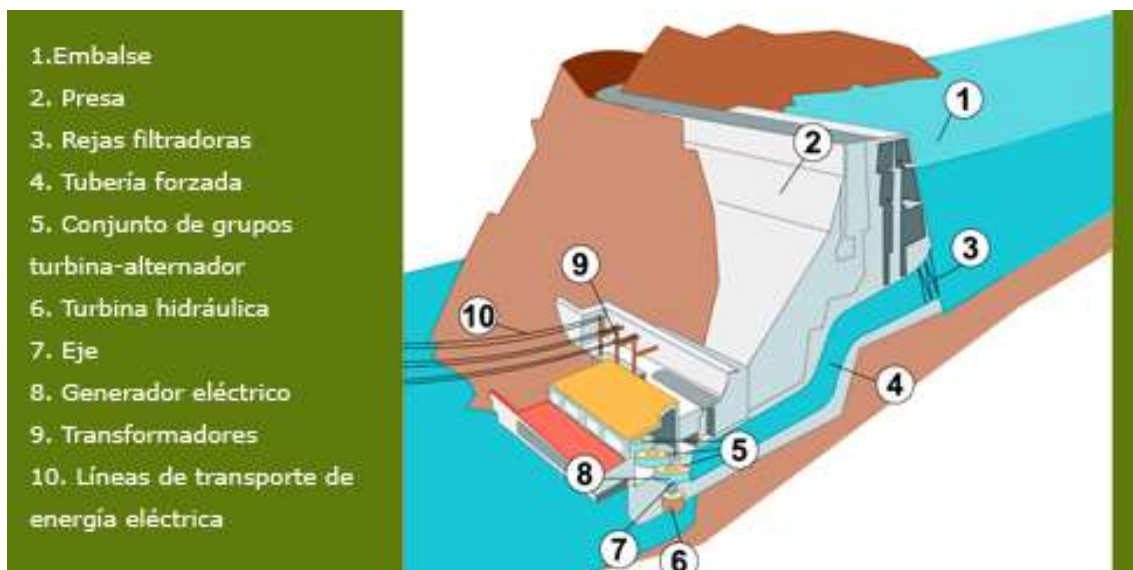 1.Embalse
2. Presa
3. Rejas filtradoras
4. Tubería forzada
5. Conjunto de grupos
turbina-alternador
6. Turbina hidráulica
7. Eje
8. Generador eléctrico
9. Transformadores
10. Líneas de transporte de
energía eléctrica
1
2
3
9
10
4
5
8
7
6